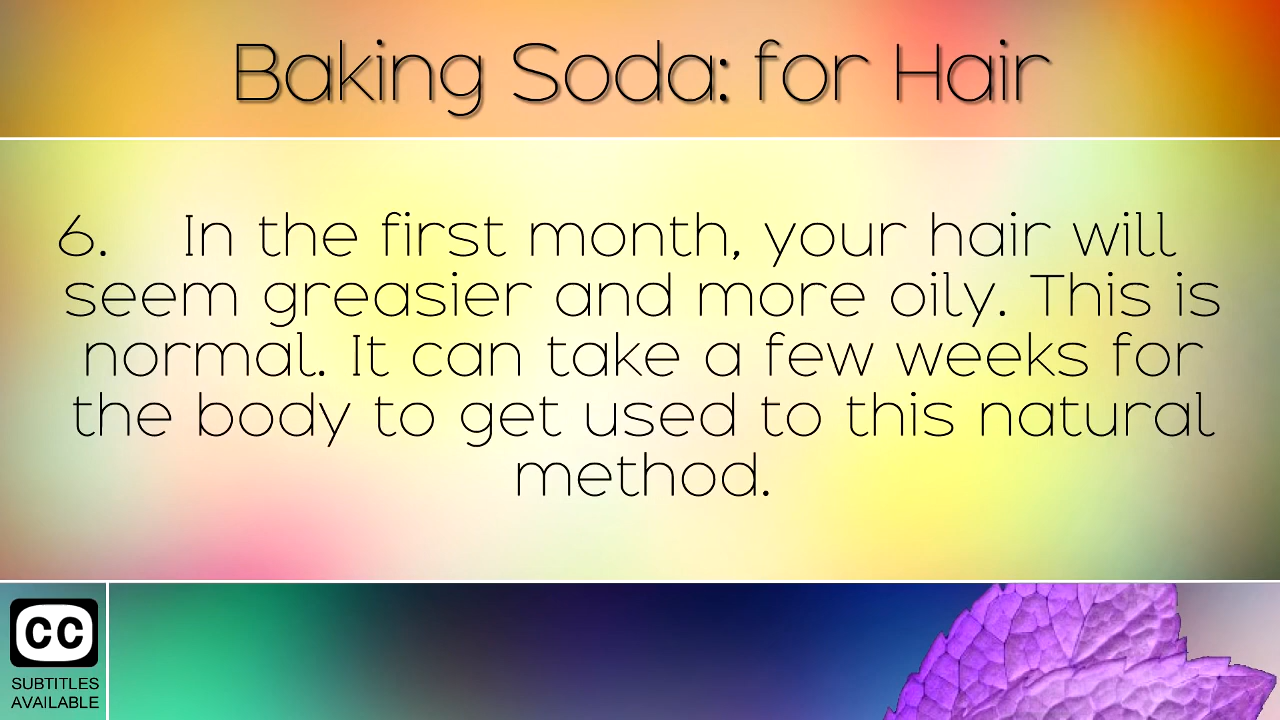 Baking Soda: for Hair
6. In the first month, your hair will
seem greasier and more oily. This is
normal. It can take a few weeks for
the body to get used to this natural
method.
CC
SUBTITLES
AVAILABLE